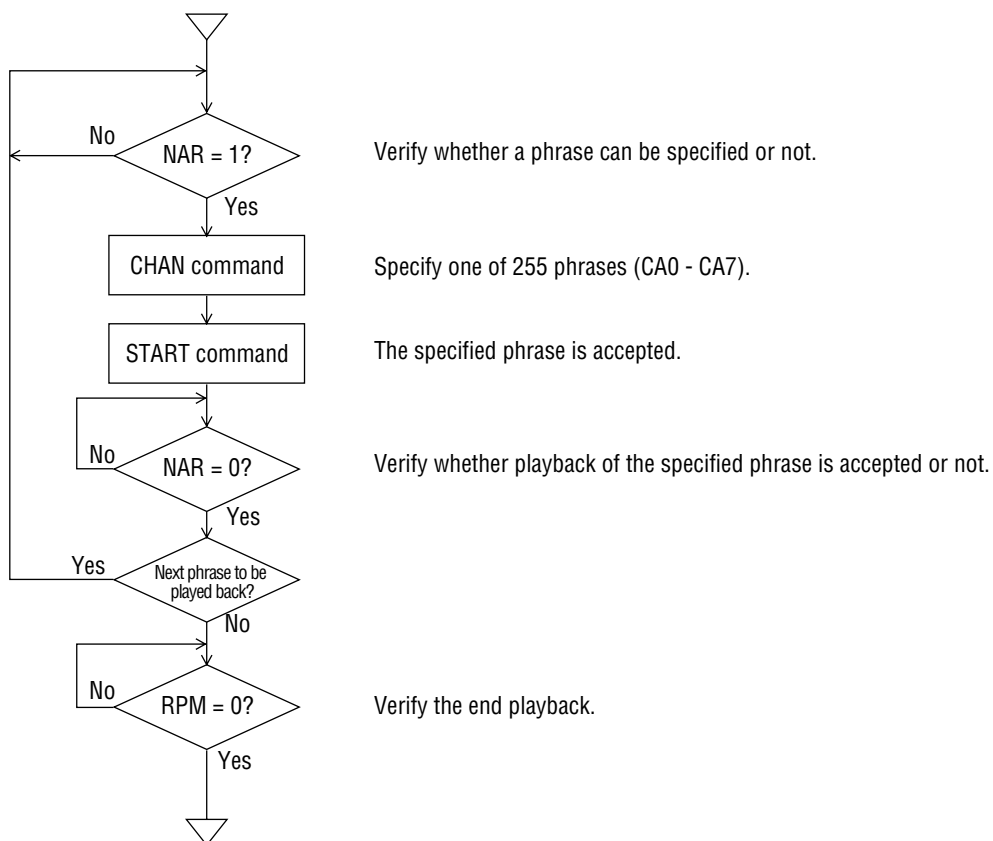 No
NAR = 1?
Verify whether a phrase can be specified or not.
Yes
CHAN command
Specify one of 255 phrases (CA0 - CA7).
START command
The specified phrase is accepted.
No
NAR = 0?
Verify whether playback of the specified phrase is accepted or not.
Yes
Yes
Next phrase to be
played back?
No
No
RPM = 0?
Verify the end playback.
Yes